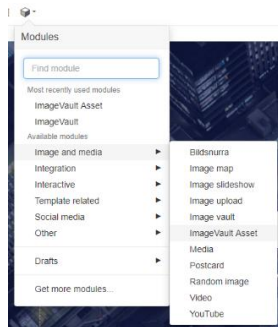 Modules
Find module
Most recently used modules
ImageVault Asset
ImageVault
Available modules
Image and media
Integration
Interactive
Template related
Social media
Other
Drafts
Get more modules...
Bildsnurra
Image map
Image slideshow
Image upload
Image vault
ImageVault Asset
Media
Postcard
Random image
Video
YouTube